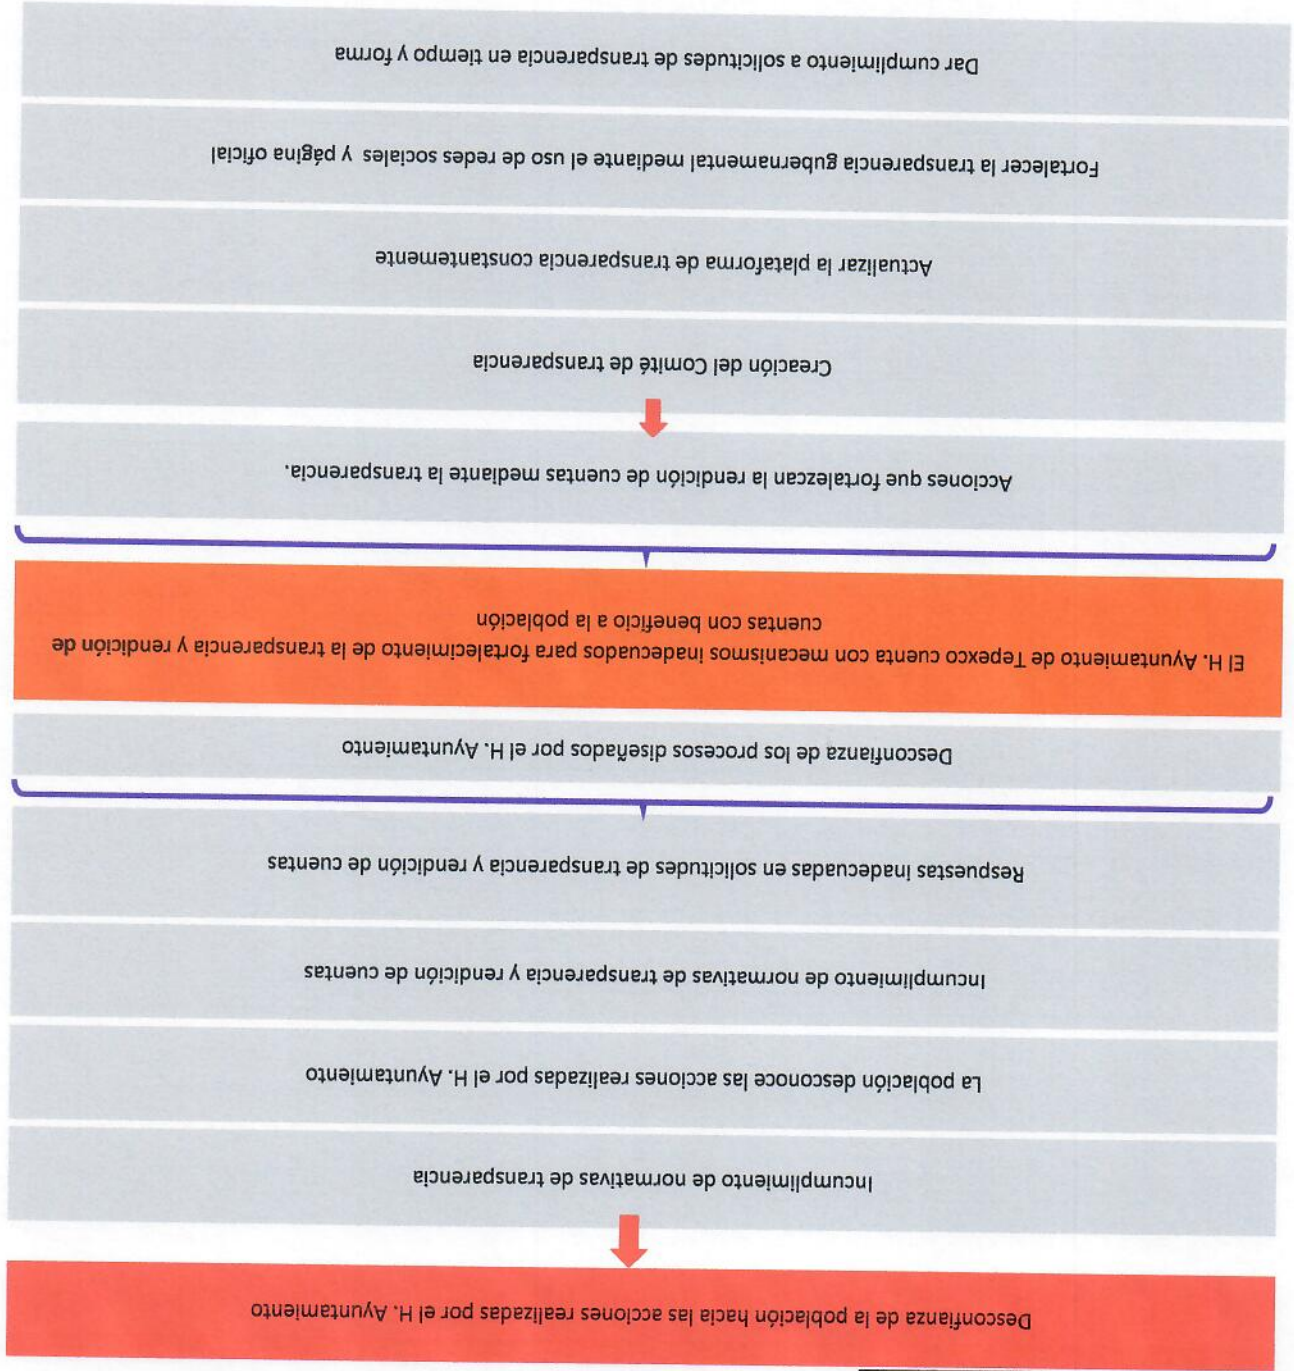 Desconfianza de la población hacia las acciones realizadas por el H. Ayuntamiento
Incumplimiento de normativas de transparencia
La población desconoce las acciones realizadas por el H. Ayuntamiento
Incumplimiento de normativas de transparencia y rendición de cuentas
Respuestas inadecuadas en solicitudes de transparencia y rendición de cuentas
Desconfianza de los procesos diseñados por el H. Ayuntamiento
El H. Ayuntamiento de Tepexco cuenta con mecanismos inadecuados para fortalecimiento de la transparencia y rendición de
cuentas con beneficio a la población
Acciones que fortalezcan la rendición de cuentas mediante la transparencia.
Creación del Comité de transparencia
Actualizar la plataforma de transparencia constantemente
Fortalecer la transparencia gubernamental mediante el uso de redes sociales y página oficial
Dar cumplimiento a solicitudes de transparencia en tiempo y forma